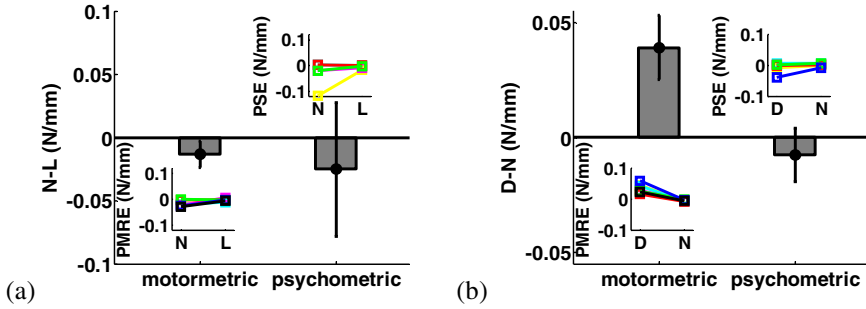 (a)
N-L (N/mm)
0.1
0.05
0
-0.05
-0.1
motormetric psychometric
PSE (N/mm)
0.1
0
-0.1
N L
PMRE (N/mm)
0.1
0
-0.1
N L
(b)
D-N (N/mm)
0.05
0
-0.05
motormetric psychometric
PSE (N/mm)
0.1
0
-0.1
D N
PMRE (N/mm)
0.1
0
-0.1
D N